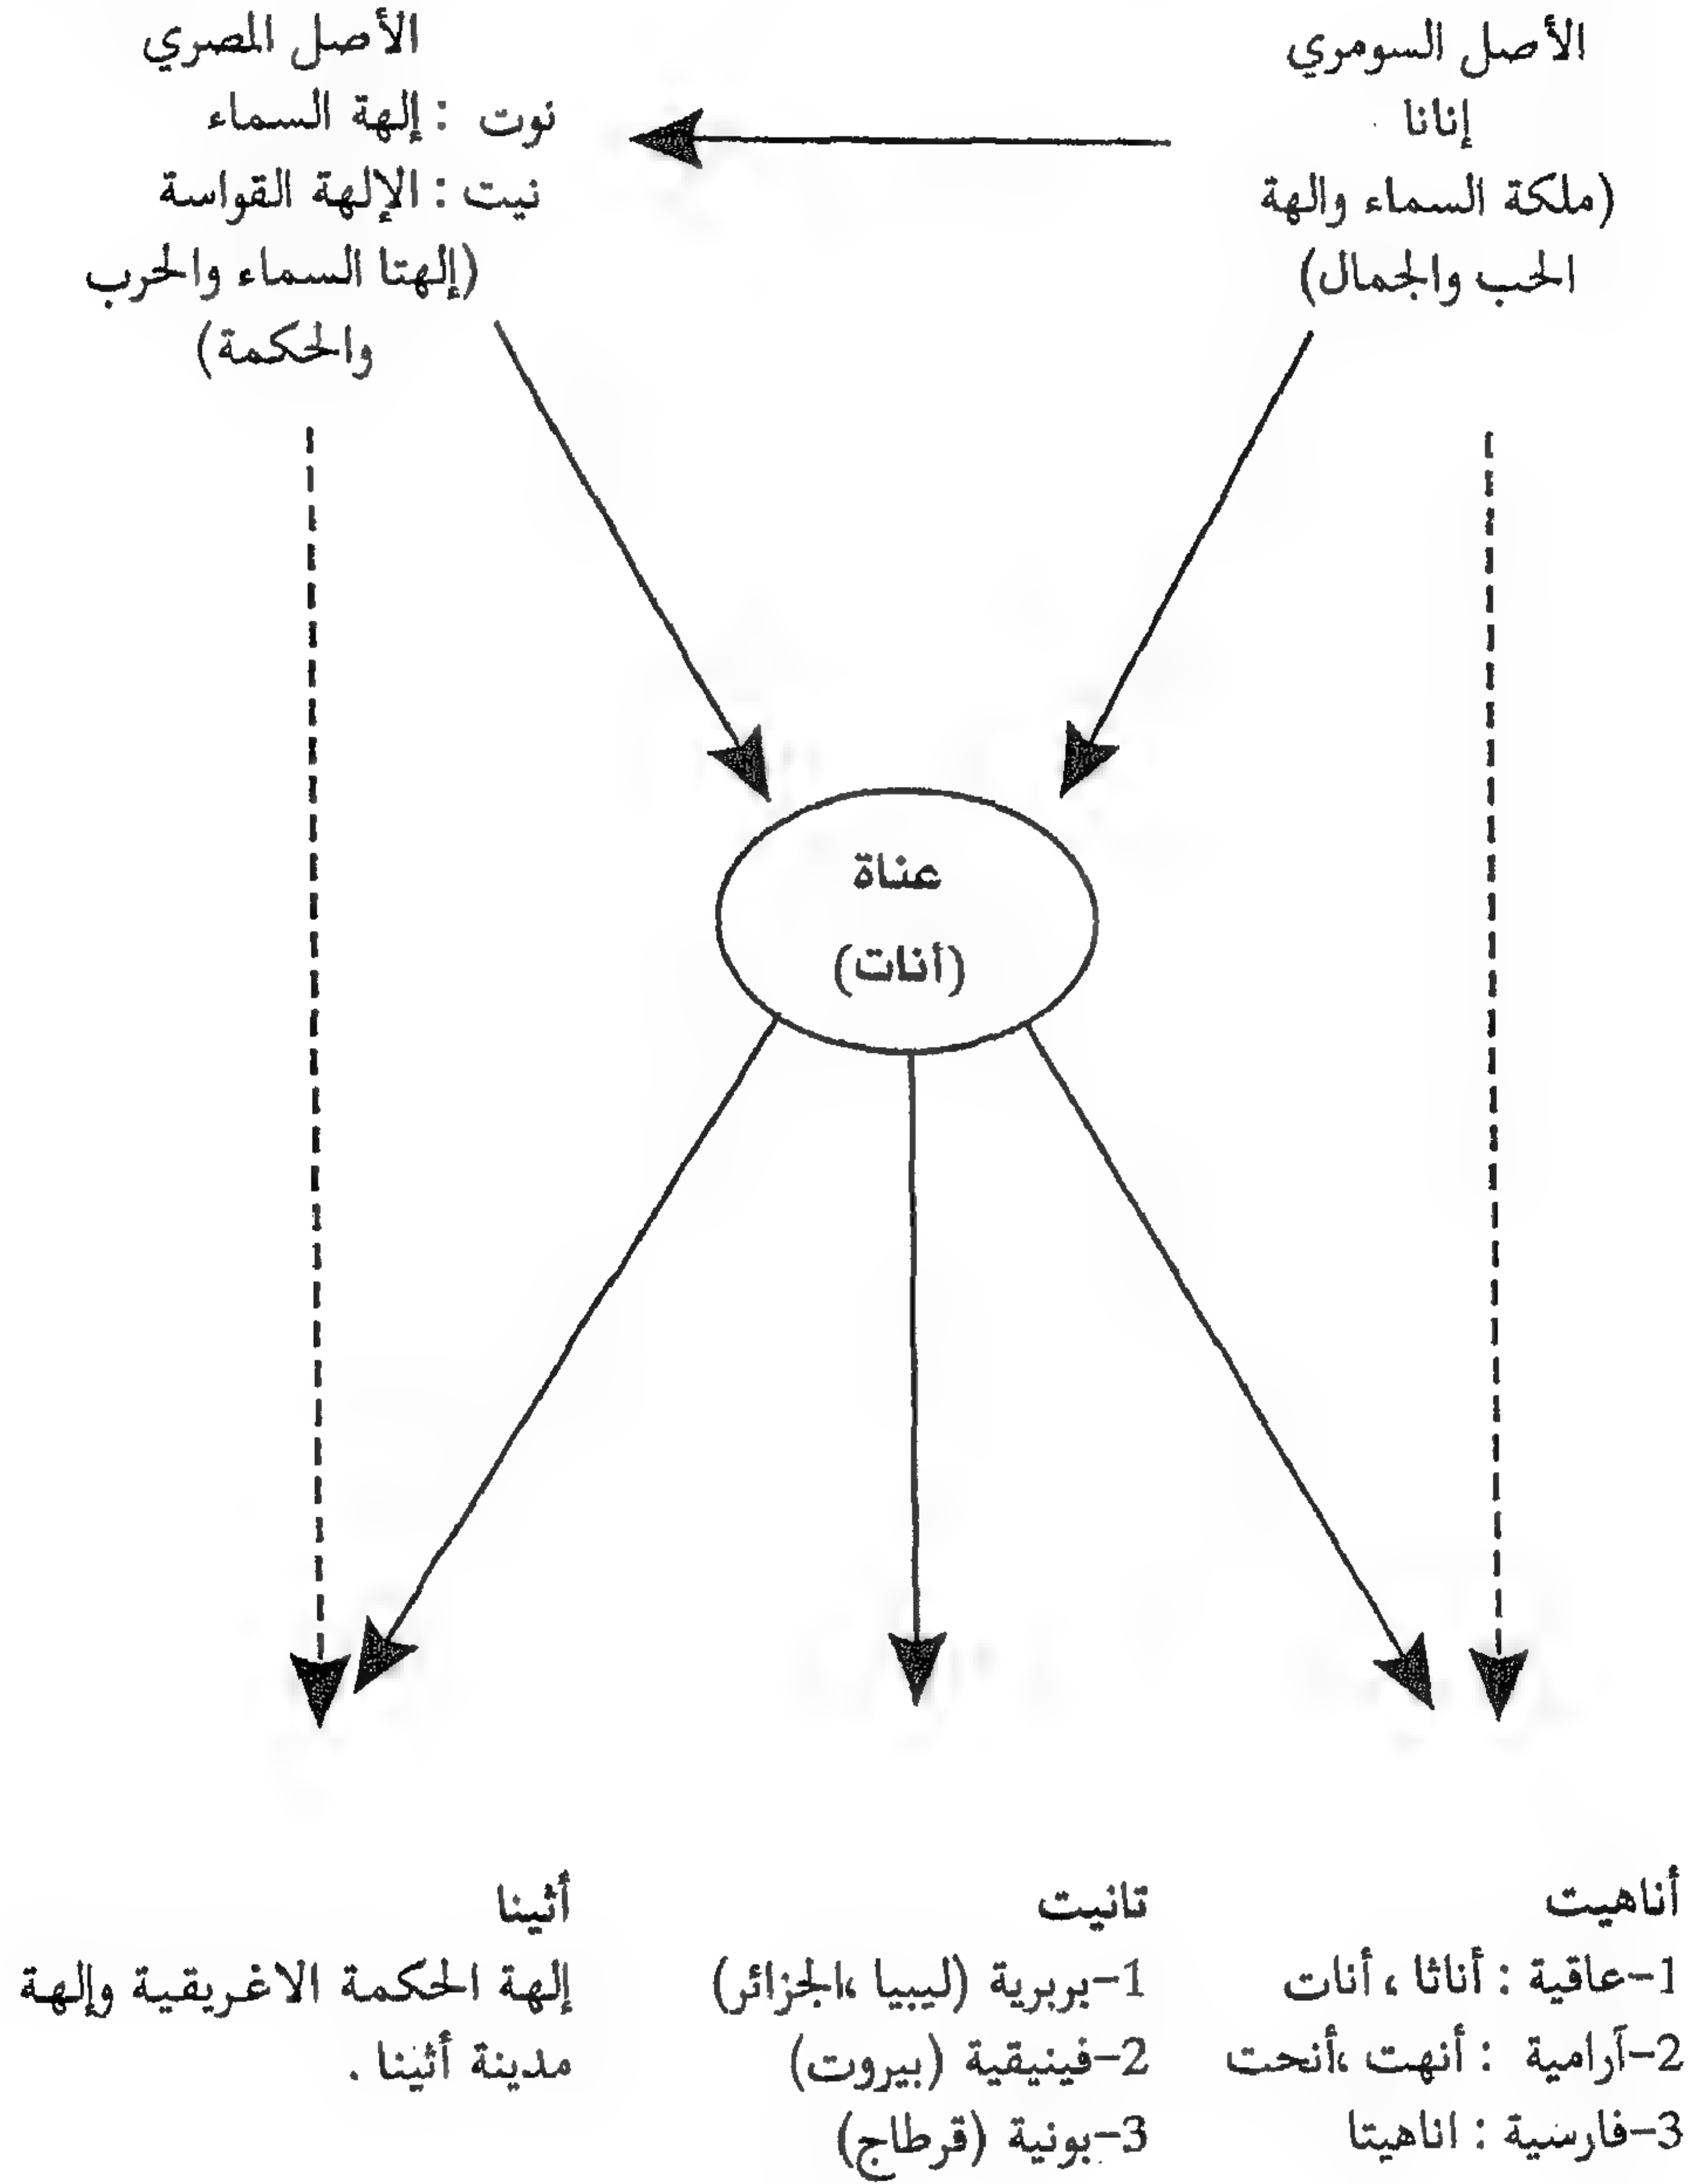 الأصل السومري
إنانا
(ملكة السماء والهة
الحب والجمال)
الأصل المصري
نوت : إلهة السماء
نيت : الإلهة القواسة
(إلهتا السماء والحرب
والحكمة)
عناة
(أنات)
أناهيت
1-عاقية : أناثا ، أنات
2-آرامية : أنهت ،أنحت
3-فارسية : اناهيتا
تانيت
1-بربرية (ليبيا ،الجزائر)
2-فينيقية (بيروت)
3-بونية (قرطاج)
أثينا
إلهة الحكمة الاغريقية وإلهة
مدينة أثينا .